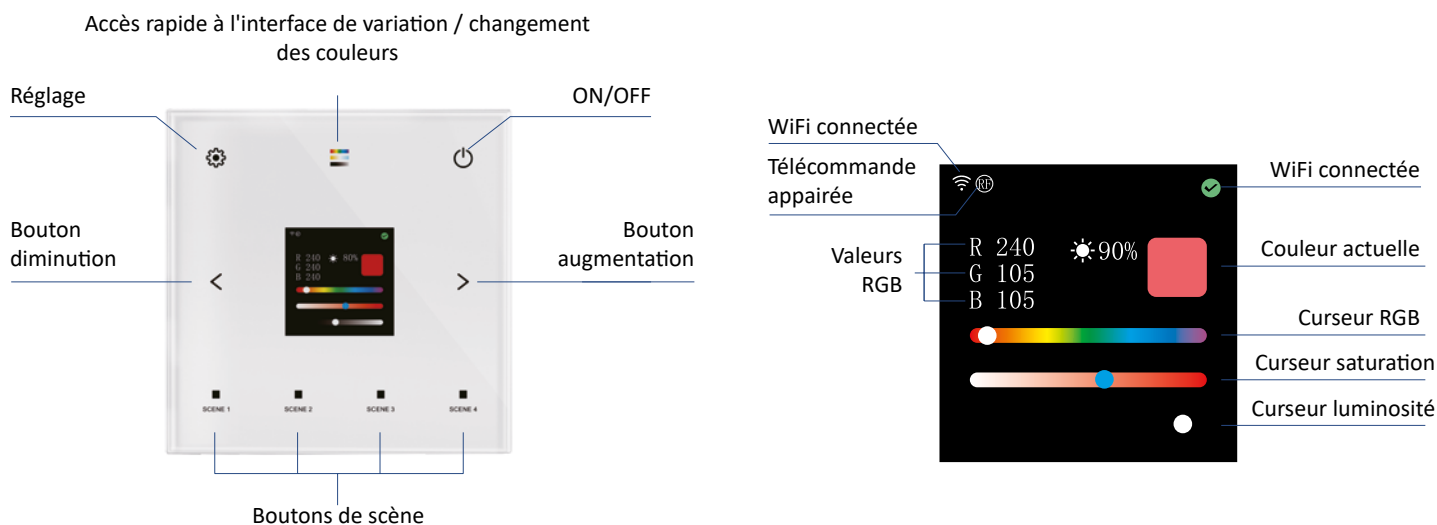 Accès rapide à l'interface de variation / changement
des couleurs
Réglage
ON/OFF
Bouton
diminution
Bouton
augmentation
R 240
80%
G 240
B 240
SCENE 1
SCENE 2
SCENE 3
SCENE 4
Boutons de scène
WiFi connectée
Télécommande
appairée
Valeurs
RGB
RF
R 240
90%
G 105
B 105
WiFi connectée
Couleur actuelle
Curseur RGB
Curseur saturation
Curseur luminosité